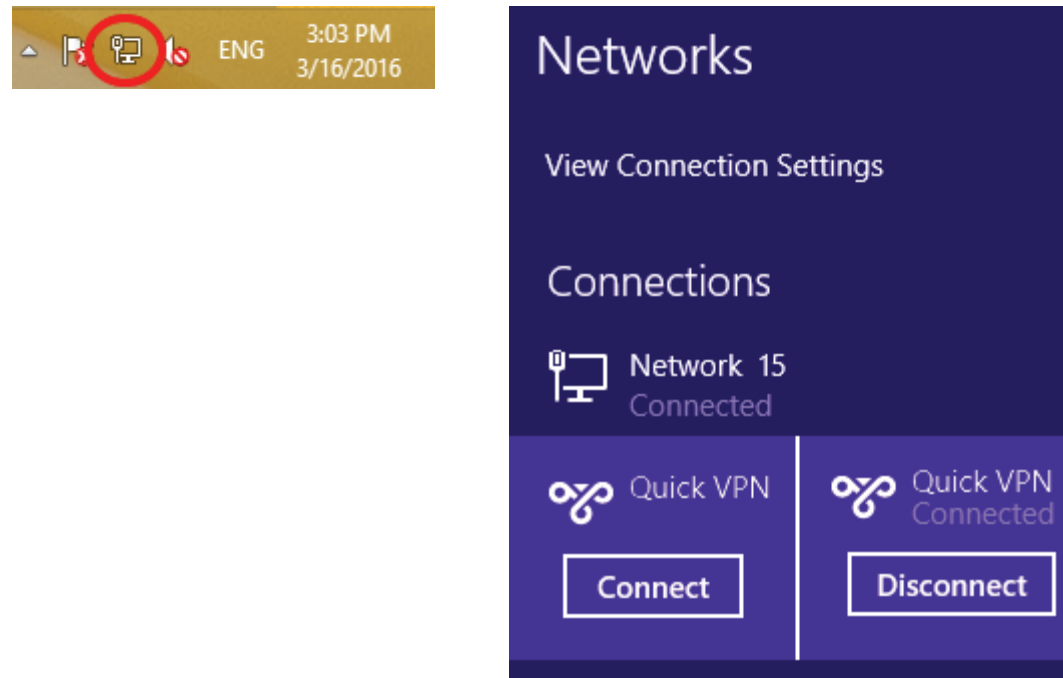 3:03 PM
ENG
3/16/2016
Networks
View Connection Settings
Connections
Network 15
Connected
Quick VPN
Connect
Quick VPN
Connected
Disconnect